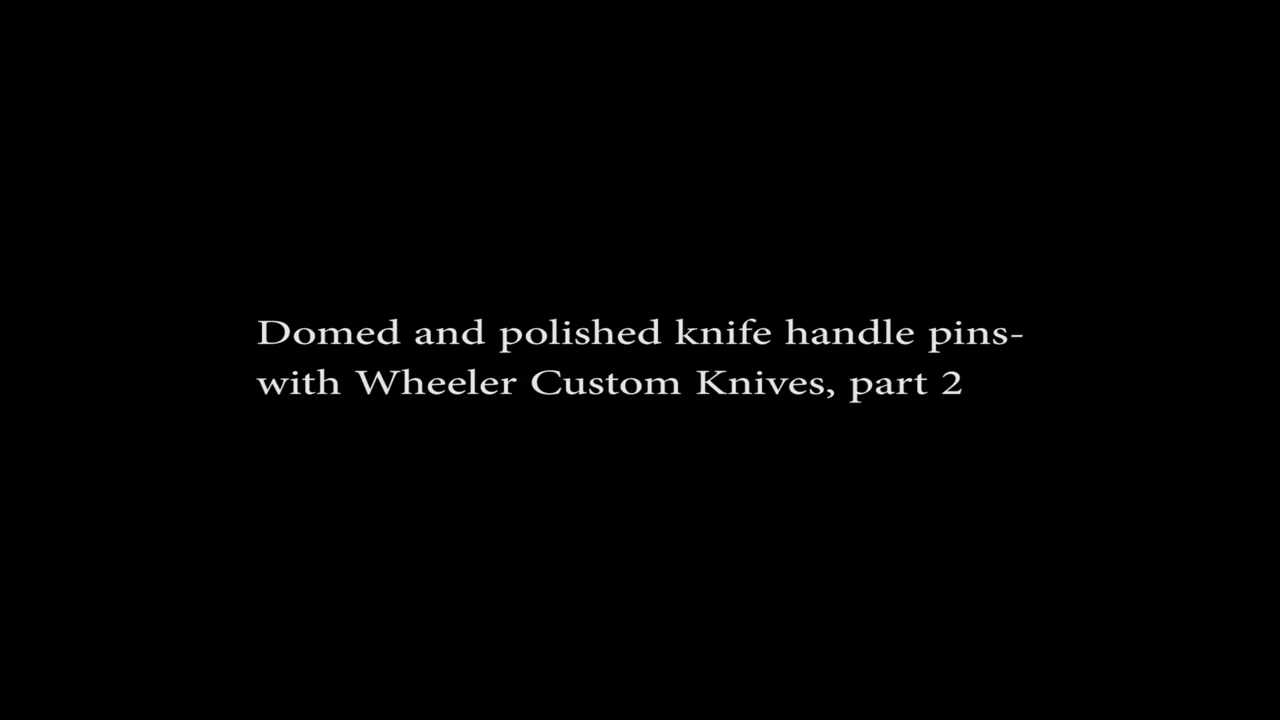 Domed and polished knife handle pins-
with Wheeler Custom Knives, part 2